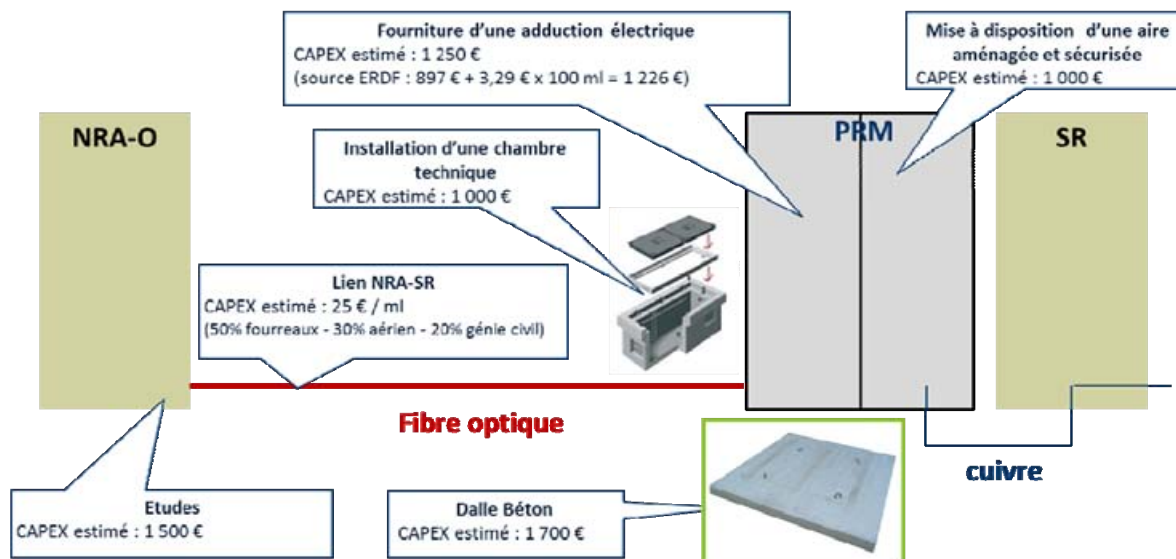 Fourniture d'une adduction électrique
CAPEX estimé : 1 250 €
(source ERDF : 897 € + 3,29 € x 100 ml = 1 226 €)
Mise à disposition d'une aire
aménagée et sécurisée
CAPEX estimé : 1 000 €
NRA-O
PRM
SR
Installation d'une chambre
technique
CAPEX estimé : 1 000 €
Lien NRA-SR
CAPEX estimé : 25 € / ml
(50% fourreaux - 30% aérien - 20% génie civil)
Fibre optique
cuivre
Etudes
CAPEX estimé : 1 500 €
Dalle Béton
CAPEX estimé : 1 700 €